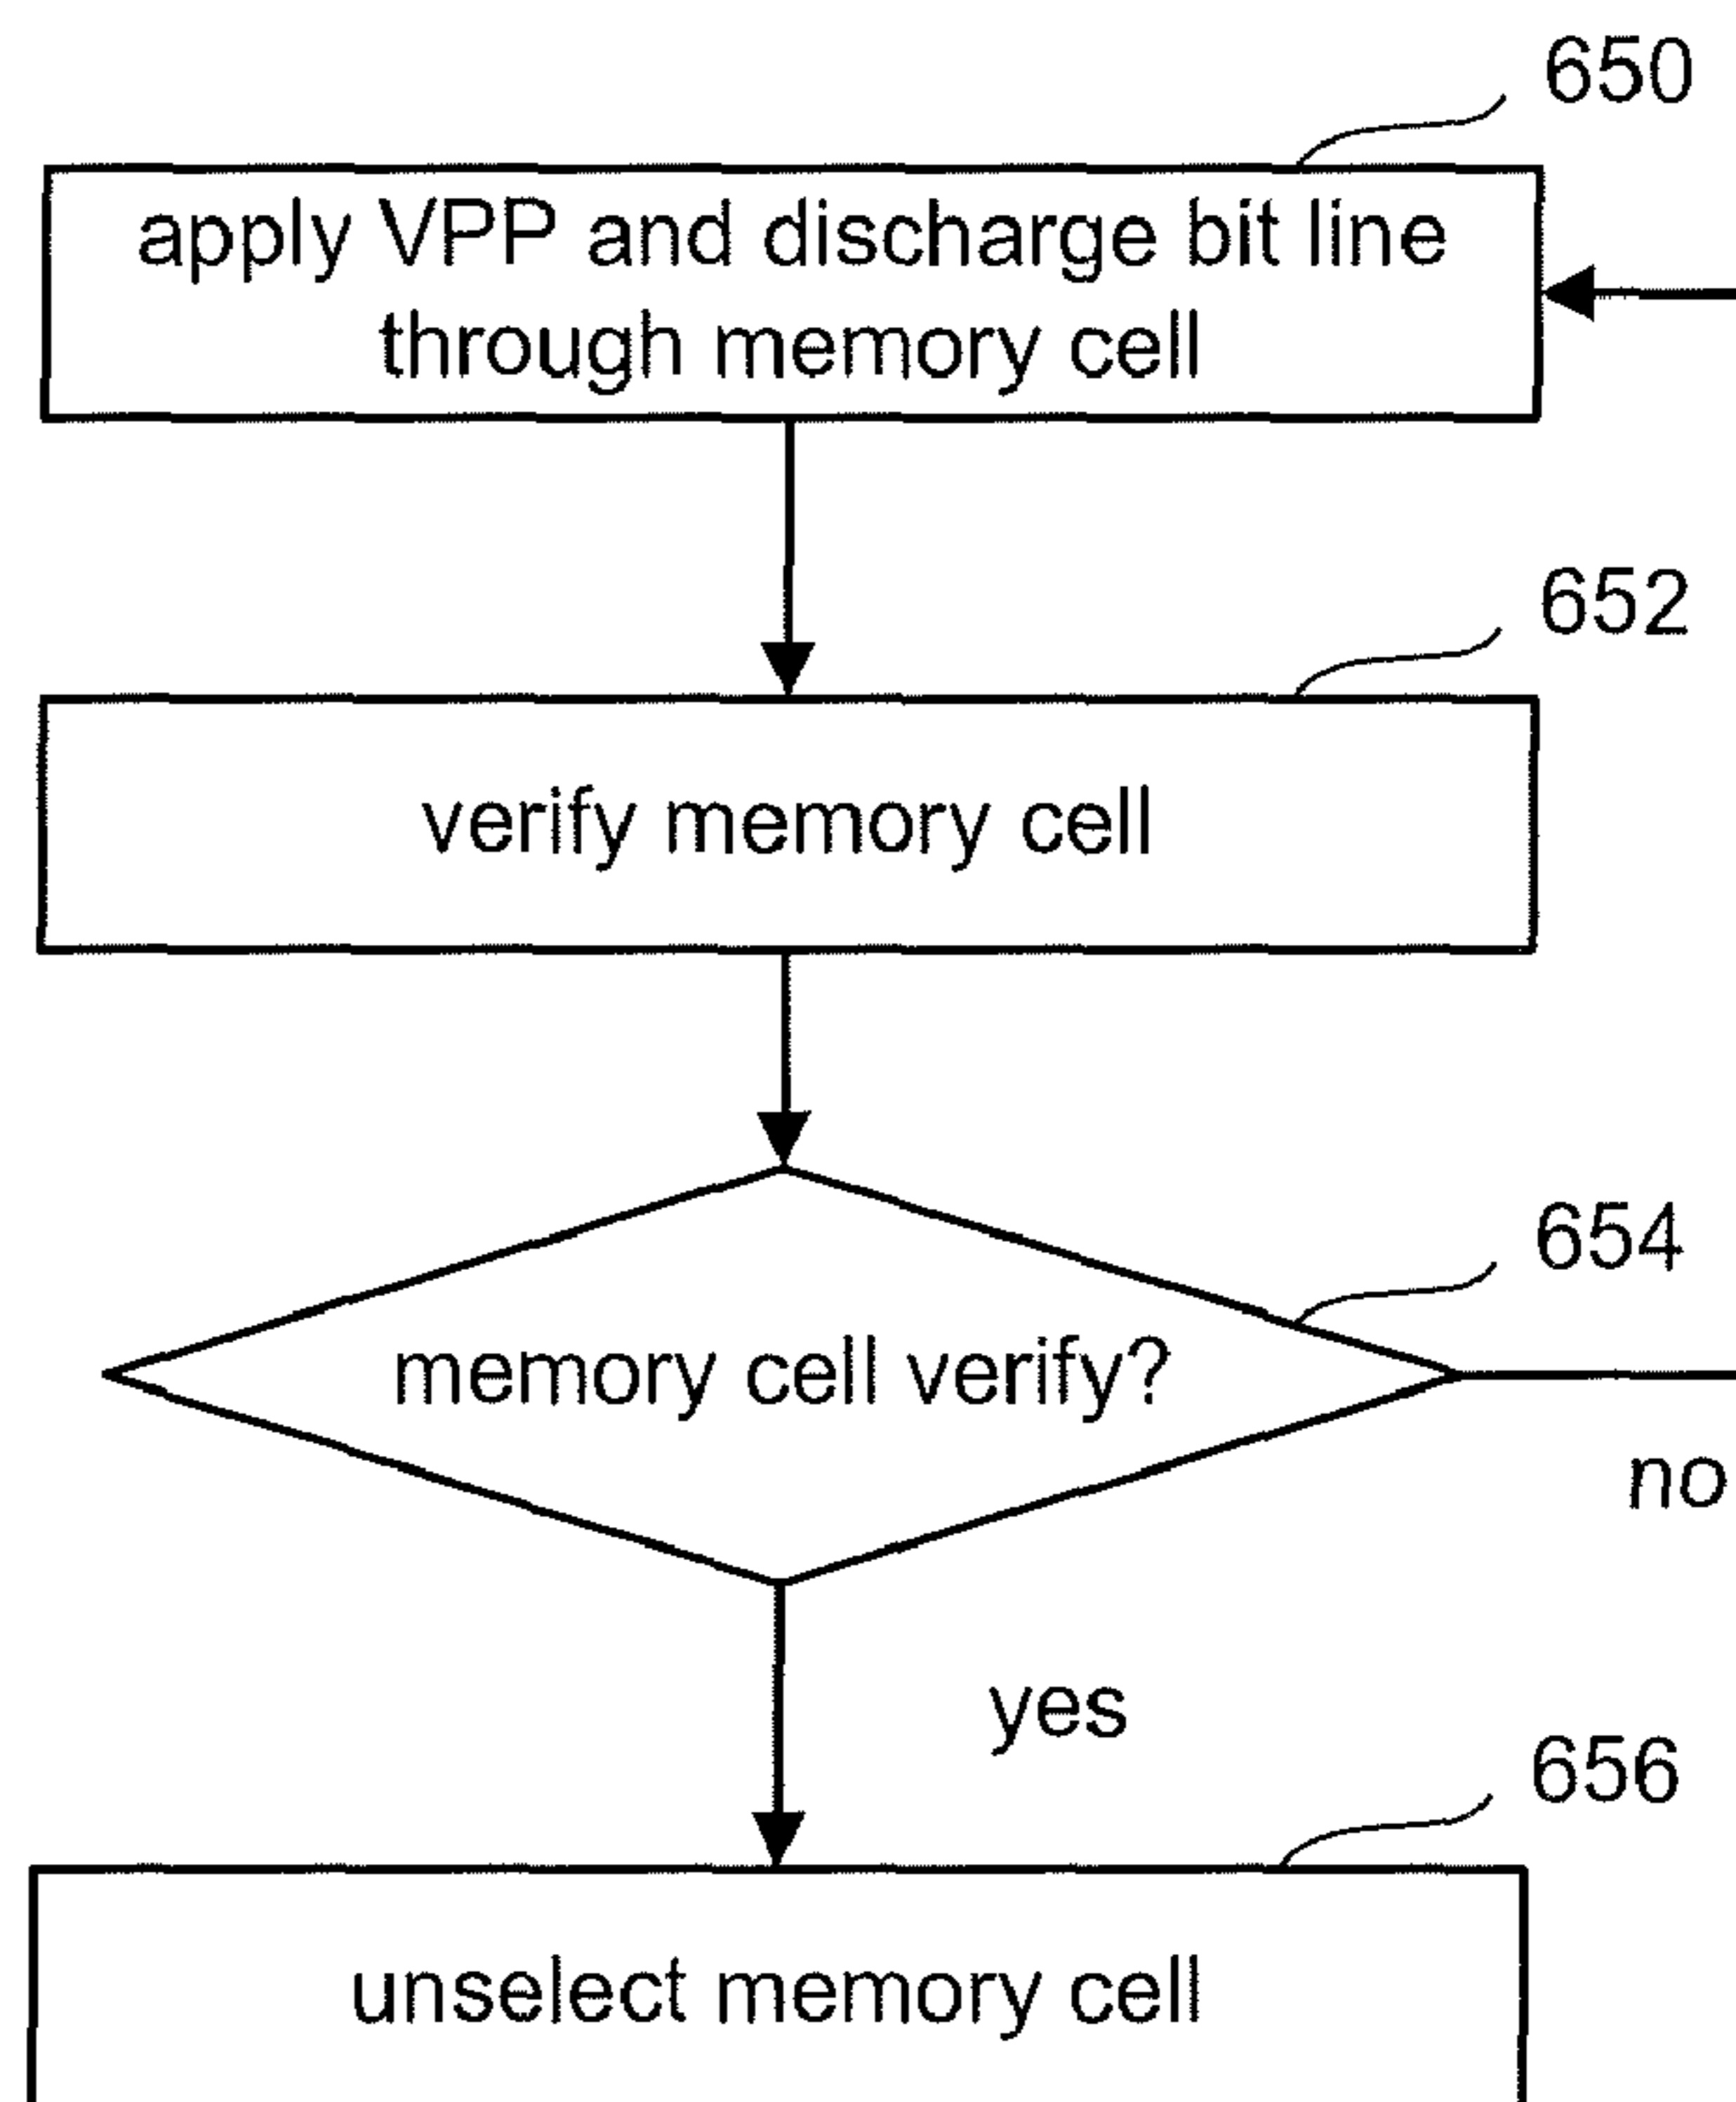 650
apply VPP and discharge bit line
through memory cell
652
verify memory cell
654
memory cell verify?
no
yes
656
unselect memory cell